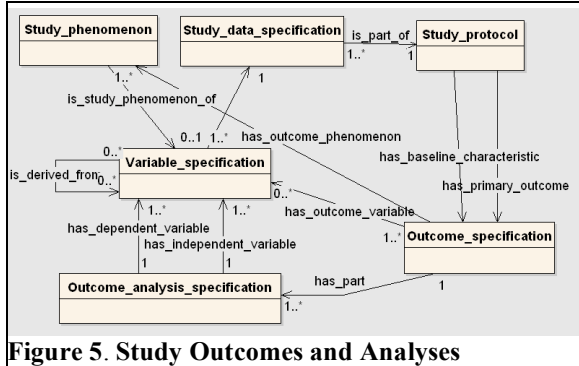 Study_phenomenon
Study_data_specification
is_part_of
Study_protocol
1..*
1
1..*
1
is_study_phenomenon_of
0..1
1..*
has_outcome_phenomenon
0..*
Variable_specification
has_baseline_characteristic
is_derived_from
0..*
has_primary_outcome
0..*
1..*
1..*
has_outcome_variable
has_dependent_variable
1..*
Outcome_specification
has_independent_variable
1
1
has_part
1
Outcome_analysis_specification
1..*
Figure 5. Study Outcomes and Analyses